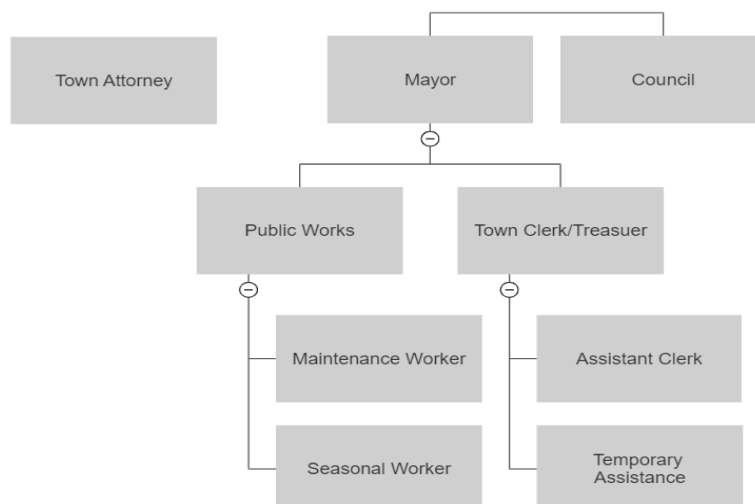 Town Attorney
Mayor
Council
Public Works
Town Clerk/Treasuer
Maintenance Worker
Assistant Clerk
Seasonal Worker
Temporary
Assistance